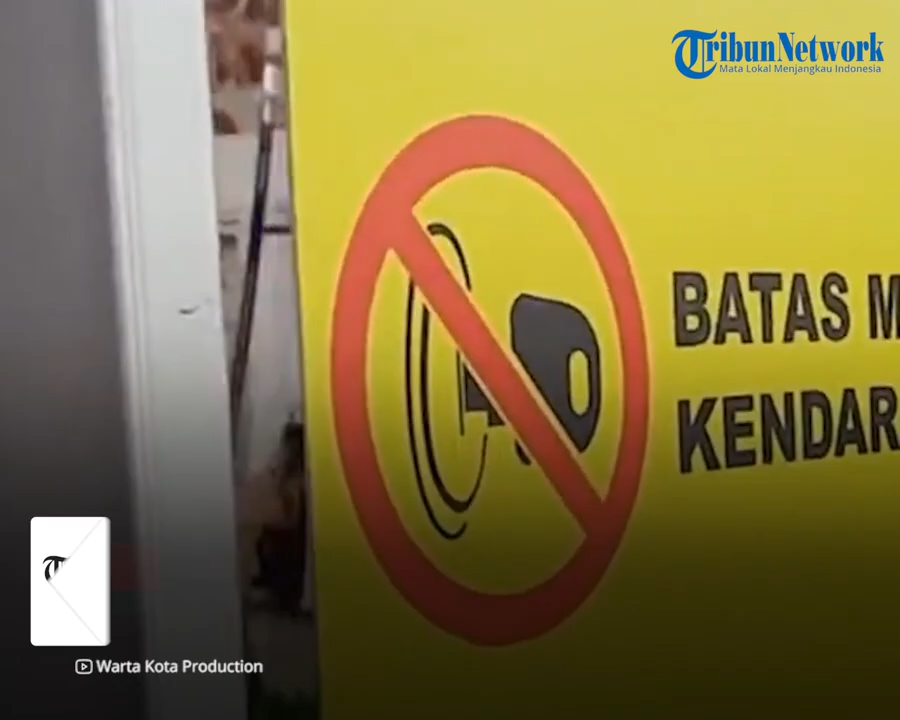 TribunNetwork
Mata Lokal Menjangkau Indonesia
BATAS M
KENDAR
Warta Kota Production